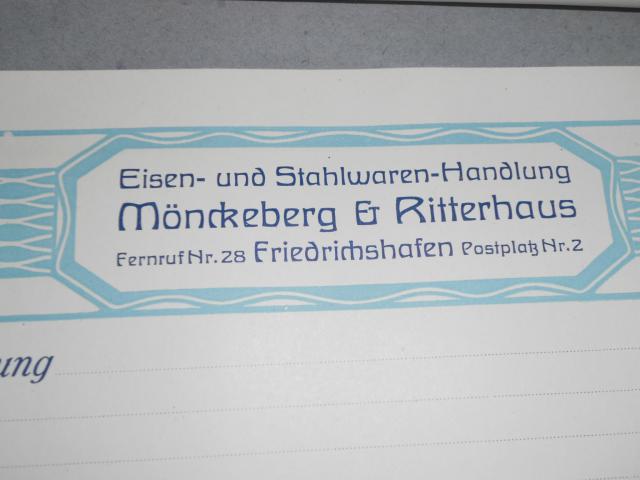 Eisen- und Stahlwaren-Handlung
Mönckeberg & Ritterhaus
Fernruf Nr. 28 Friedrichshafen Postplatz Nr. 2
ung